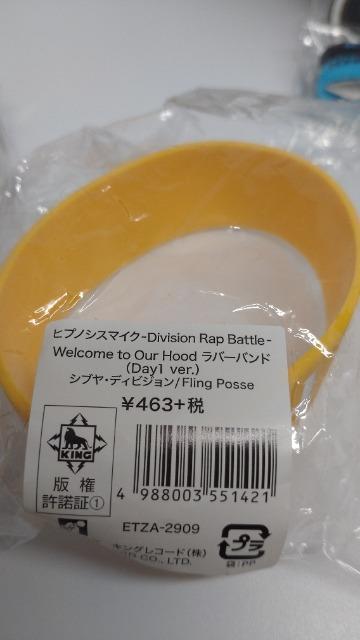 ヒプノシスマイク-Division Rap Battle-
Welcome to Our Hood ラバーバンド
(Day1 ver.)
シブヤ・ディビジョン/Fling Posse
¥463+税
KING
版権
許諾証①
4 988003 551421
ETZA-2909
キングレコード(株)
CO., LTD.
プラ
袋:PP